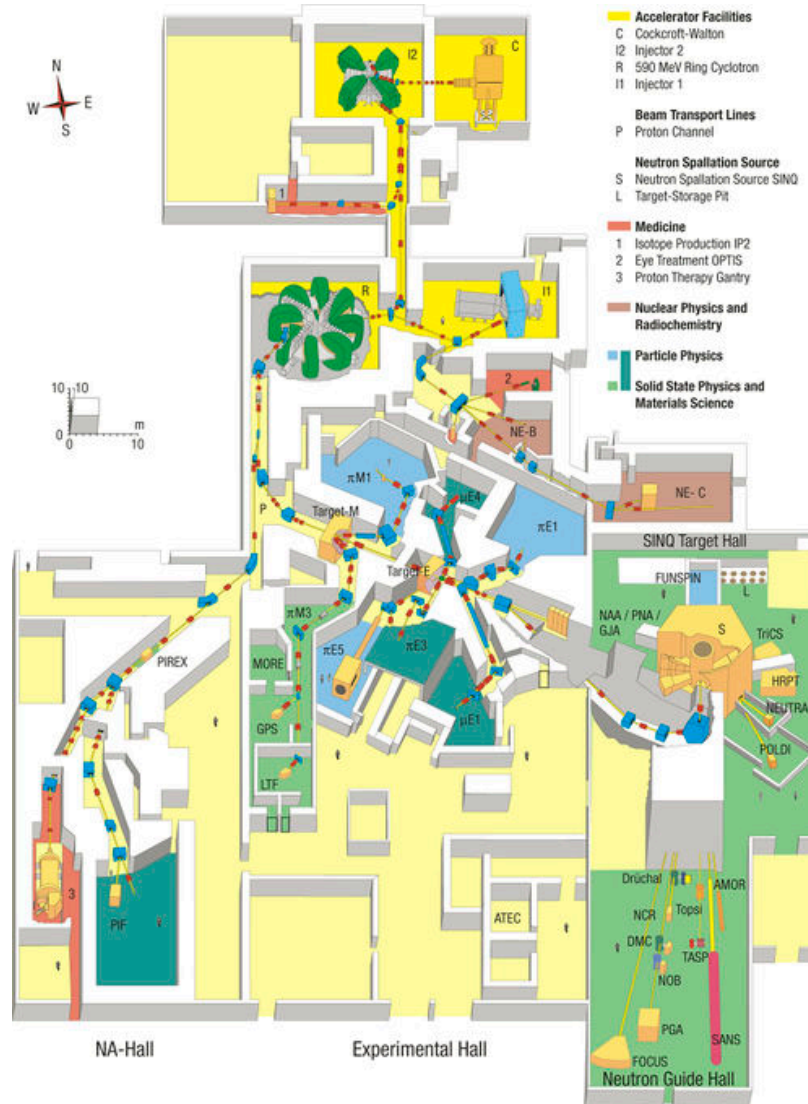 Accelerator Facilities
C Cockcroft-Walton
I2 Injector 2
R 590 MeV Ring Cyclotron
I1 Injector 1
Beam Transport Lines
P Proton Channel
Neutron Spallation Source
S Neutron Spallation Source SINQ
L Target-Storage Pit
Medicine
1 Isotope Production IP2
2 Eye Treatment OPTIS
3 Proton Therapy Gantry
Nuclear Physics and
Radiochemistry
Particle Physics
Solid State Physics and
Materials Science
N
W E
S
I2
C
1
R
I1
10 10
0
m
0 10
2
NE-B
NE- C
πM1
μE4
πE1
P
Target-M
Target-E
SINQ Target Hall
FUNSPIN
L
NAA / PNA /
GJA
S
TriCS
HRPT
NEUTRA
POLDI
πM3
PIREX
MORE
πE5
πE3
GPS
μE1
LTF
3
PIF
ATEC
Drüchal
AMOR
NCR
Topsi
DMC
TASP
NOB
PGA
SANS
FOCUS
NA-Hall
Experimental Hall
Neutron Guide Hall